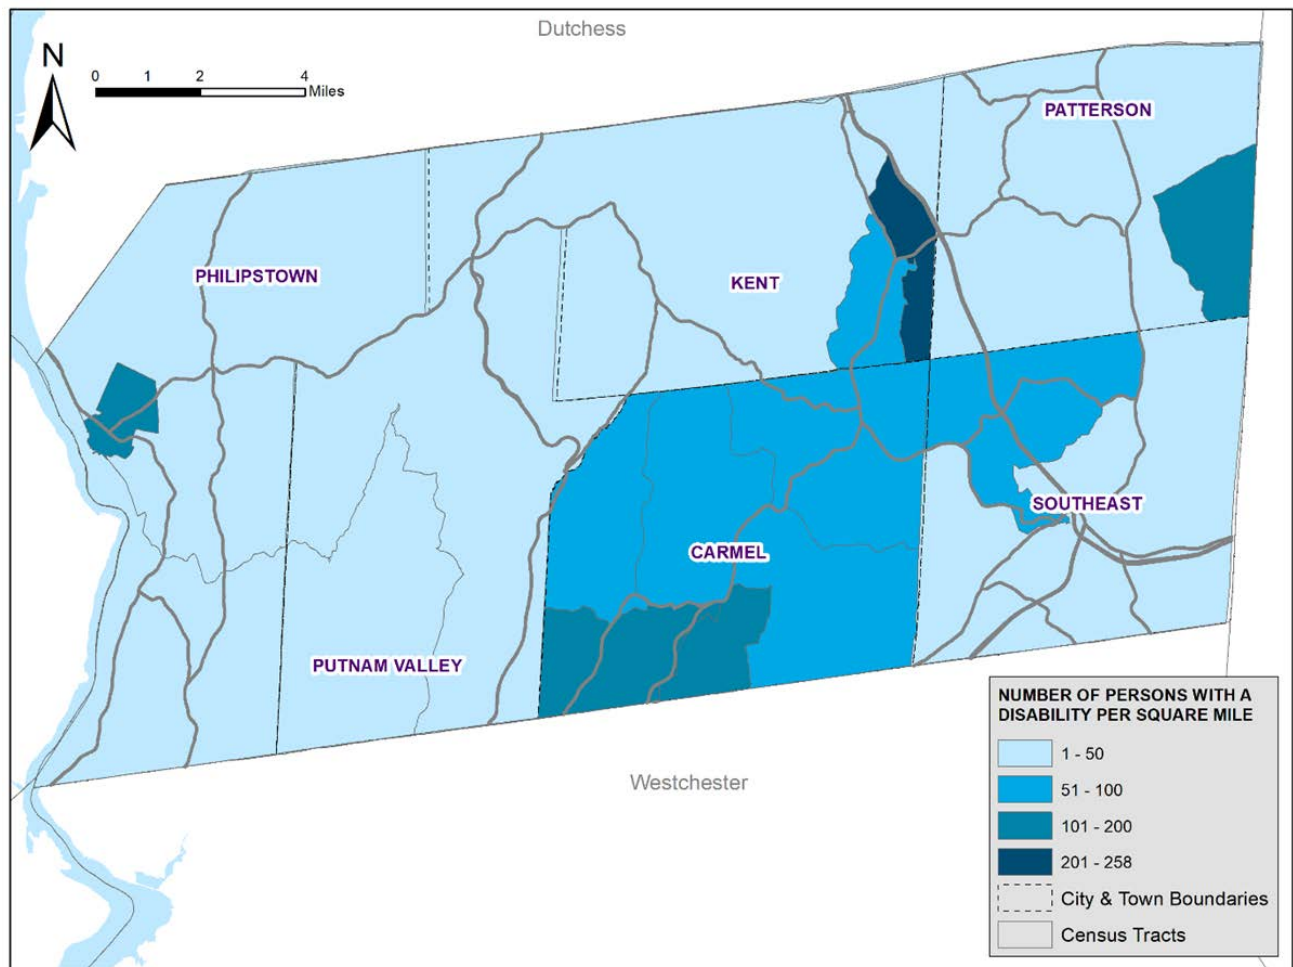 Dutchess
N
0 1 2 4
Miles
PATTERSON
PHILIPSTOWN
KENT
SOUTHEAST
CARMEL
PUTNAM VALLEY
Westchester
NUMBER OF PERSONS WITH A
DISABILITY PER SQUARE MILE
1 - 50
51 - 100
101 - 200
201 - 258
City & Town Boundaries
Census Tracts